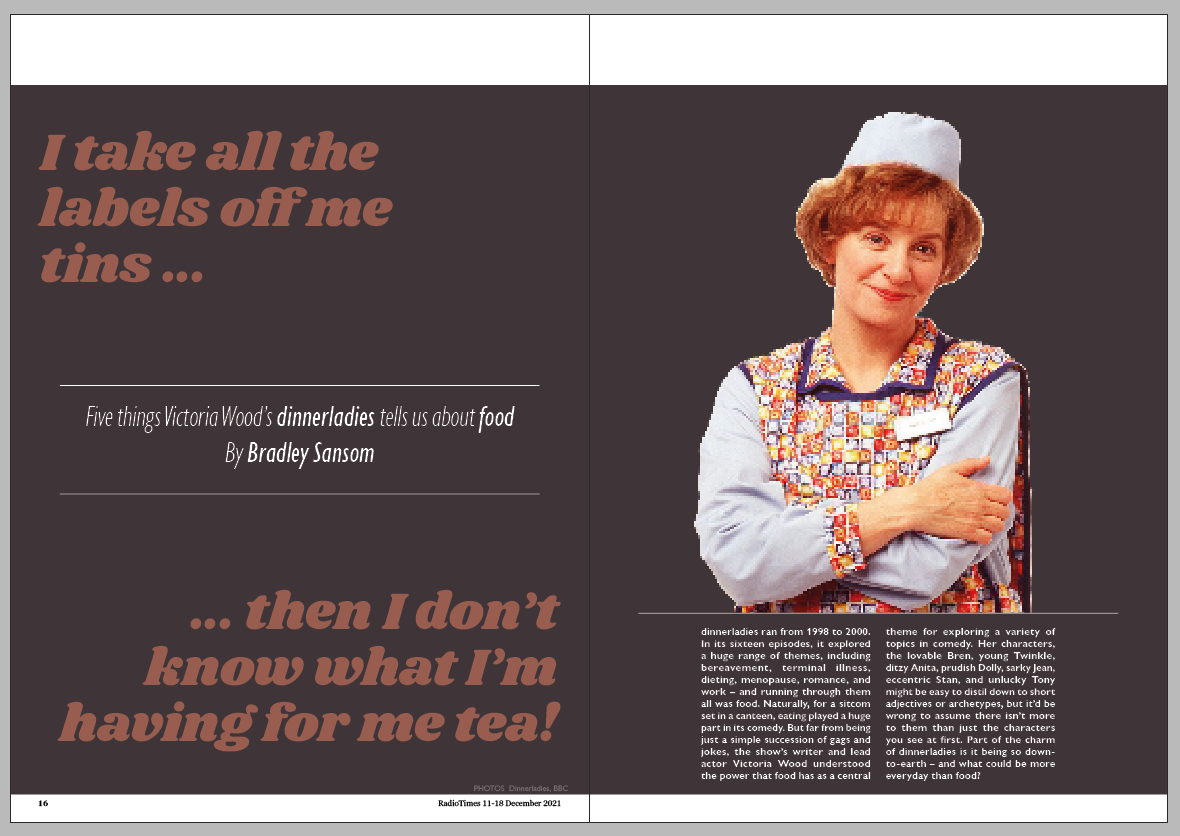 I take all the
labels off me
tins ...
Five things Victoria Wood's dinnerladies tells us about food
By Bradley Sansom
... then I don't
know what I'm
having for me tea!
PHOTOS Dinnerladies, BBC
16
RadioTimes 11-18 December 2021
dinnerladies ran from 1998 to 2000.
In its sixteen episodes, it explored
a huge range of themes, including
bereavement, terminal illness,
dieting, menopause, romance, and
work – and running through them
all was food. Naturally, for a sitcom
set in a canteen, eating played a huge
part in its comedy. But far from being
just a simple succession of gags and
jokes, the show's writer and lead
actor Victoria Wood understood
the power that food has as a central
theme for exploring a variety of
topics in comedy. Her characters,
the lovable Bren, young Twinkle,
ditzy Anita, prudish Dolly, sarky Jean,
eccentric Stan, and unlucky Tony
might be easy to distil down to short
adjectives or archetypes, but it'd be
wrong to assume there isn't more
to them than just the characters
you see at first. Part of the charm
of dinnerladies is it being so down-
to-earth – and what could be more
everyday than food?